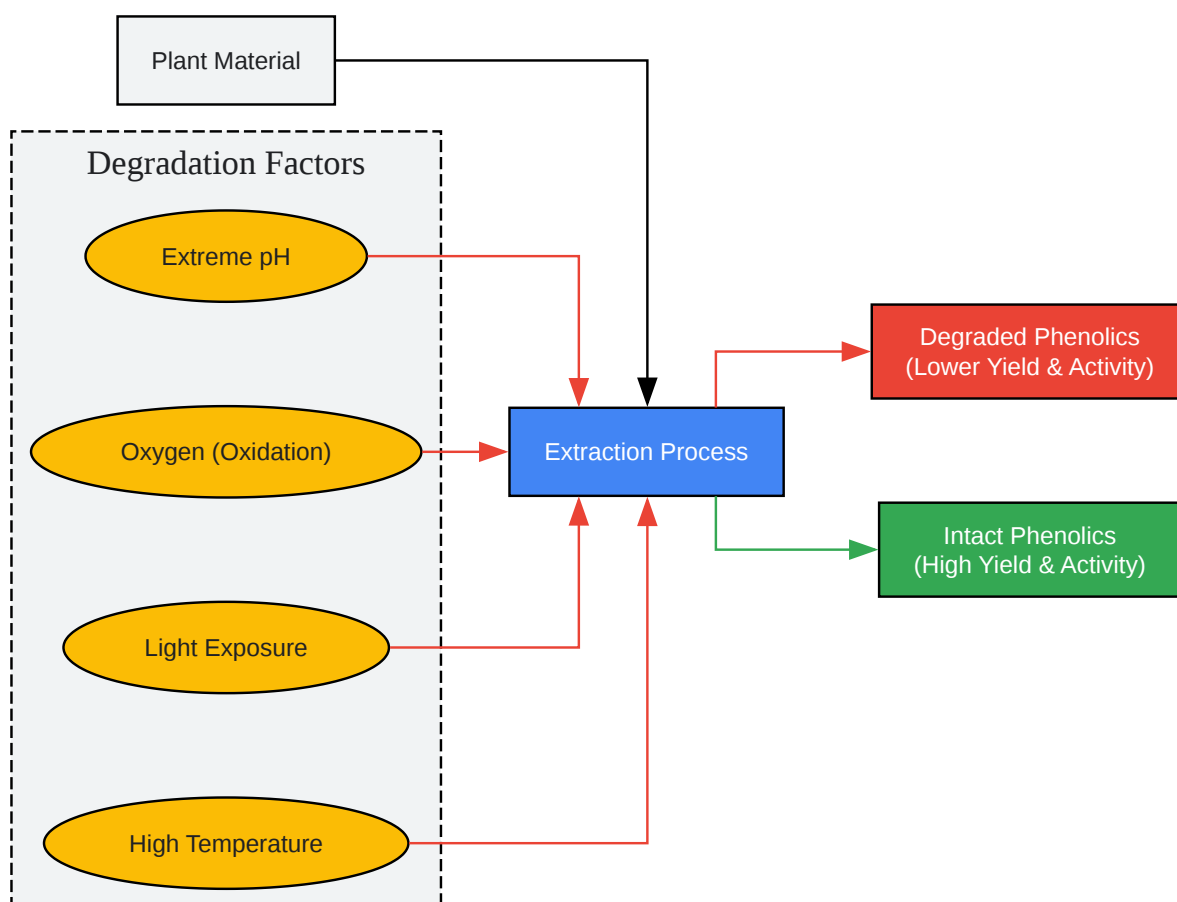 Plant Material
Degradation Factors
Extreme pH
Oxygen (Oxidation)
Light Exposure
High Temperature
Extraction Process
Degraded Phenolics
(Lower Yield & Activity)
Intact Phenolics
(High Yield & Activity)